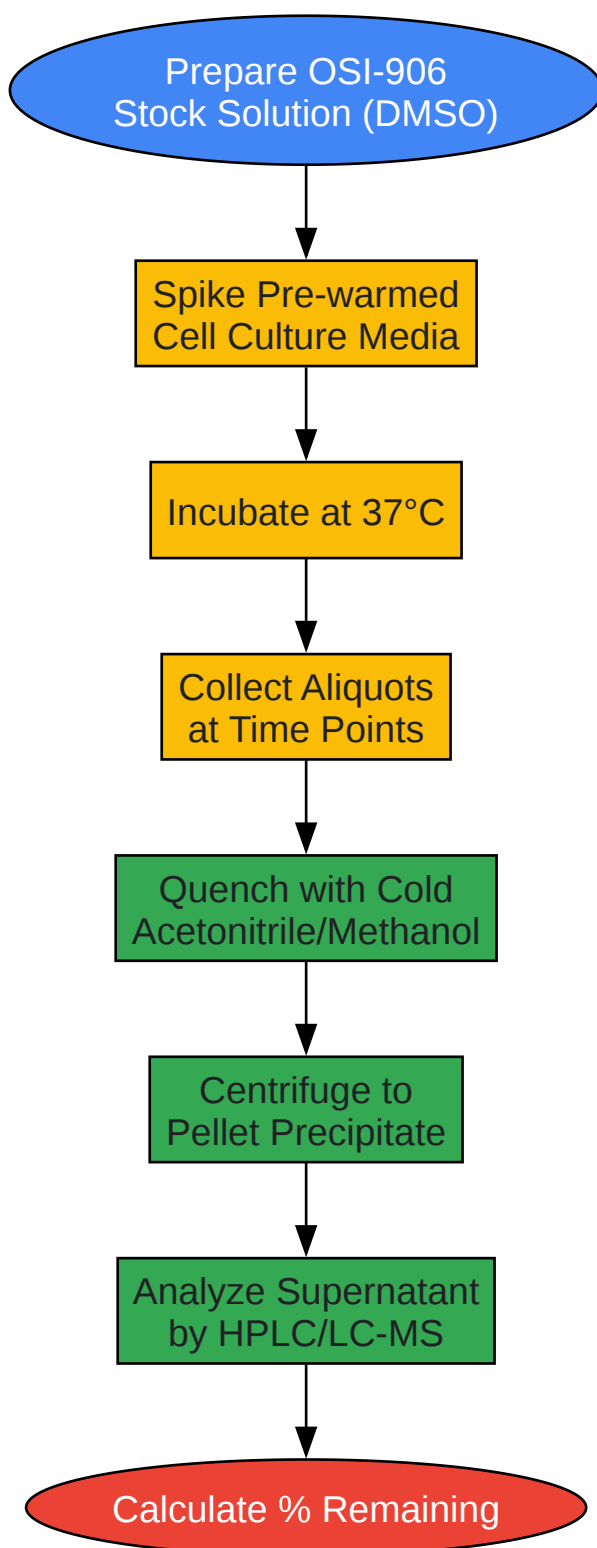 Prepare OSI-906
Stock Solution (DMSO)
Spike Pre-warmed
Cell Culture Media
Incubate at 37°C
Collect Aliquots
at Time Points
Quench with Cold
Acetonitrile/Methanol
Centrifuge to
Pellet Precipitate
Analyze Supernatant
by HPLC/LC-MS
Calculate % Remaining